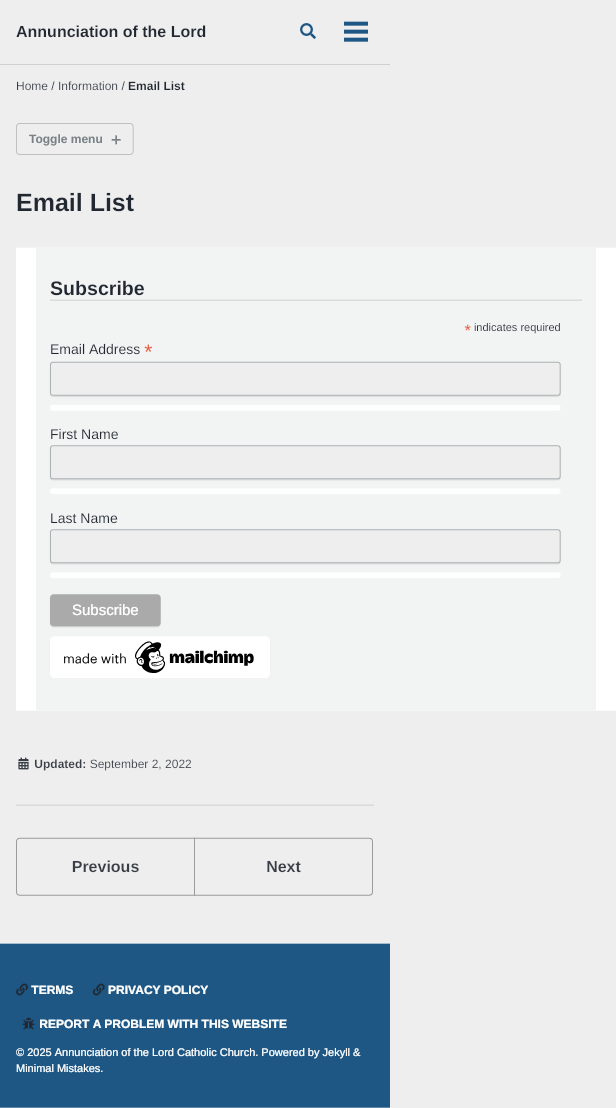 Annunciation of the Lord
Home / Information / Email List
Toggle menu +
Email List
Subscribe
* indicates required
Email Address *
First Name
Last Name
Subscribe
made with mailchimp
Updated: September 2, 2022
Previous
Next
TERMS
PRIVACY POLICY
REPORT A PROBLEM WITH THIS WEBSITE
© 2025 Annunciation of the Lord Catholic Church. Powered by Jekyll &
Minimal Mistakes.